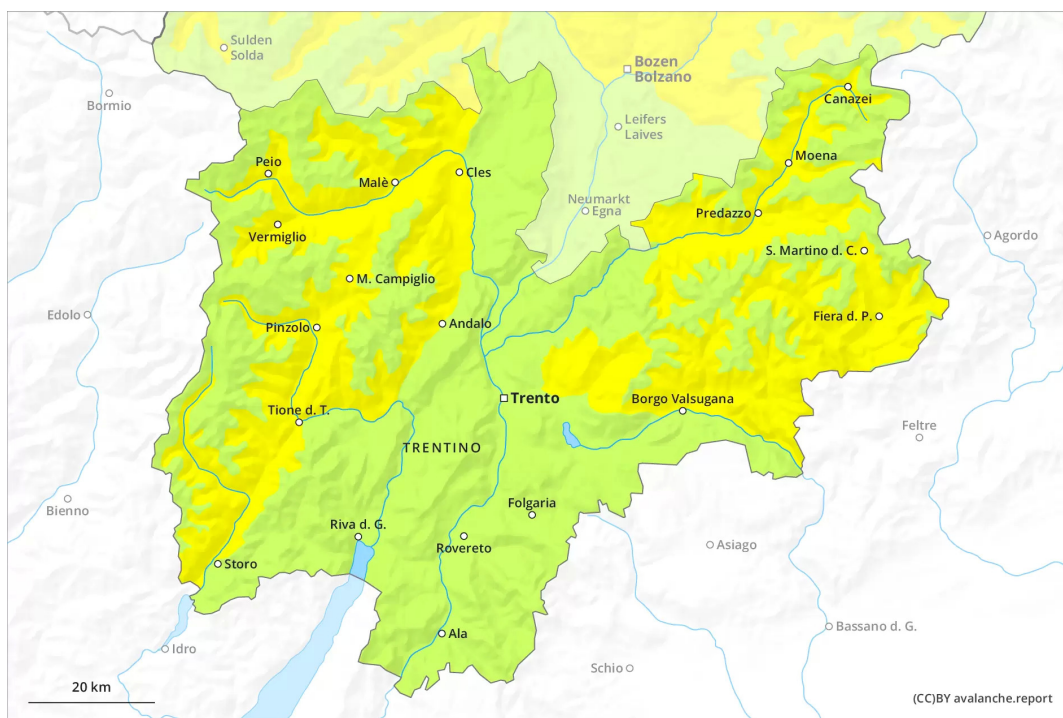 Sulden
Solda
Bozen
Bolzano
Bormio
Canazei
Leifers
Laives
Moena
Peio
Malè
Cles
Neumarkt
Egna
Predazzo
Vermiglio
Agordo
S. Martino d. C.
M. Campiglio
Edolo
Pinzolo
Andalo
Fiera d. P.
Trento
Borgo Valsugana
Tione d. T.
Feltre
TRENTINO
Bienno
Folgaria
Riva d. G.
Rovereto
Asiago
Storo
Bassano d. G.
Ala
Idro
Schio
20 km
(CC)BY avalanche.report